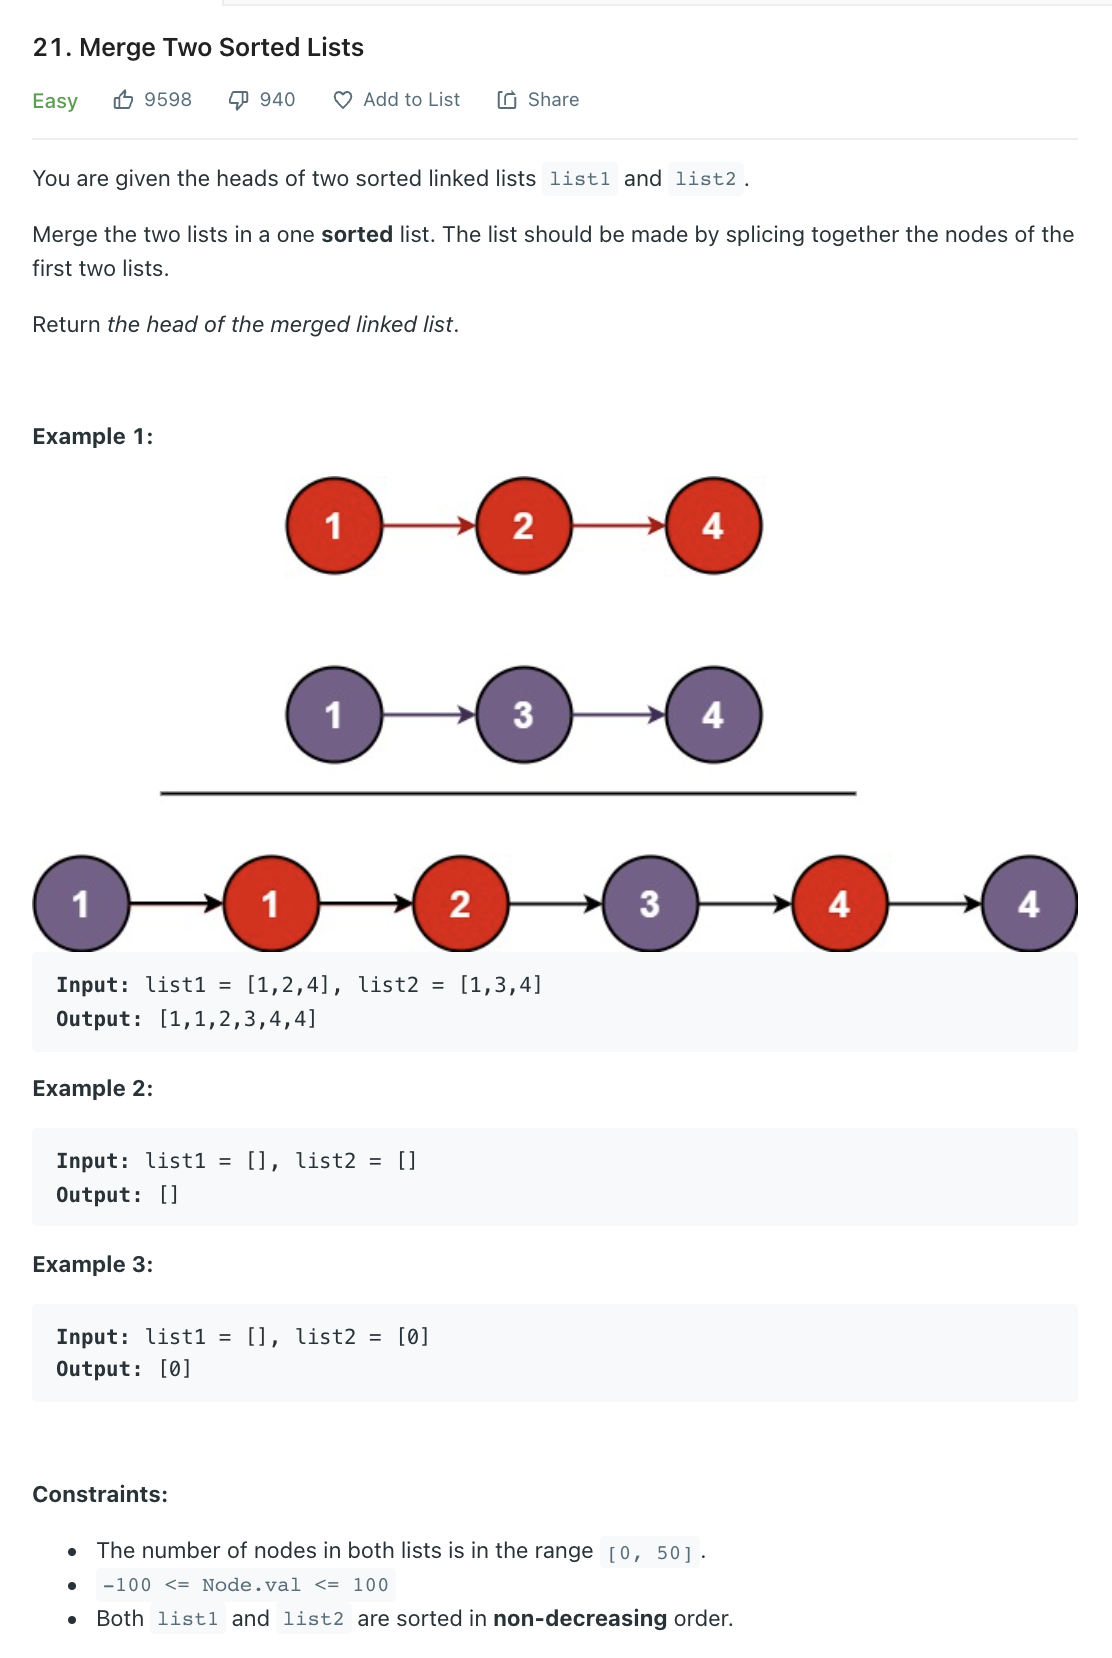 21. Merge Two Sorted Lists
Easy 9598 940 Add to List Share
You are given the heads of two sorted linked lists list1 and list2 .
Merge the two lists in a one sorted list. The list should be made by splicing together the nodes of the
first two lists.
Return the head of the merged linked list.
Example 1:
1 2 4
1 3 4
1 1 2 3 4 4
Input: list1 = [1,2,4], list2 = [1,3,4]
Output: [1,1,2,3,4,4]
Example 2:
Input: list1 = [], list2 = []
Output: []
Example 3:
Input: list1 = [], list2 = [0]
Output: [0]
Constraints:
• The number of nodes in both lists is in the range [0, 50] .
• -100 <= Node.val <= 100
• Both list1 and list2 are sorted in non-decreasing order.